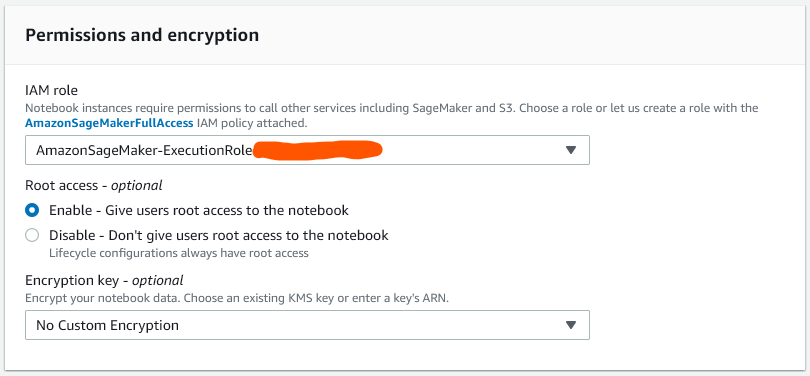 Permissions and encryption
IAM role
Notebook instances require permissions to call other services including SageMaker and S3. Choose a role or let us create a role with the
AmazonSageMakerFullAccess IAM policy attached.
AmazonSageMaker-ExecutionRole
Root access - optional
Enable - Give users root access to the notebook
Disable - Don't give users root access to the notebook
Lifecycle configurations always have root access
Encryption key - optional
Encrypt your notebook data. Choose an existing KMS key or enter a key's ARN.
No Custom Encryption